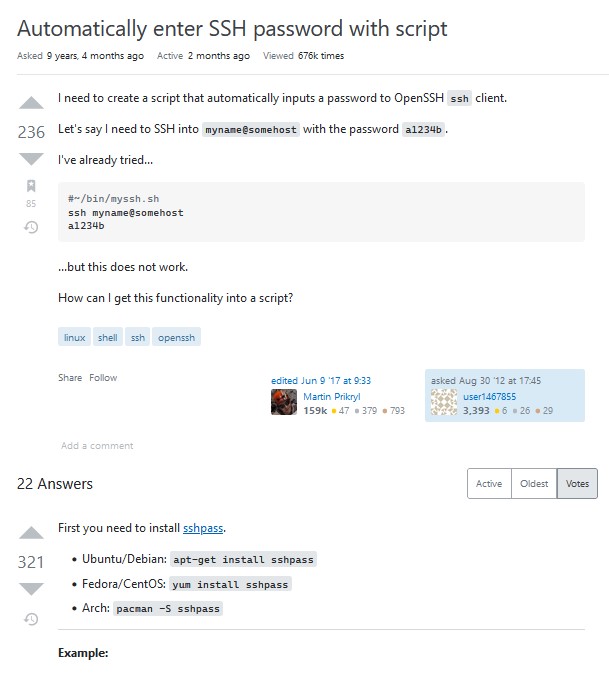 Automatically enter SSH password with script
Asked 9 years, 4 months ago Active 2 months ago Viewed 676k times
I need to create a script that automatically inputs a password to OpenSSH ssh client.
236
Let's say I need to SSH into myname@somehost with the password a1234b.
I've already tried...
85
#~/bin/myssh.sh
ssh myname@somehost
a1234b
...but this does not work.
How can I get this functionality into a script?
linux shell ssh openssh
Share Follow
edited Jun 9 '17 at 9:33
Martin Prikryl
159k 47 379 793
asked Aug 30 '12 at 17:45
user1467855
3,393 6 26 29
Add a comment
22 Answers
Active Oldest Votes
First you need to install sshpass.
321
• Ubuntu/Debian: apt-get install sshpass
• Fedora/CentOS: yum install sshpass
• Arch: pacman -S sshpass
Example: